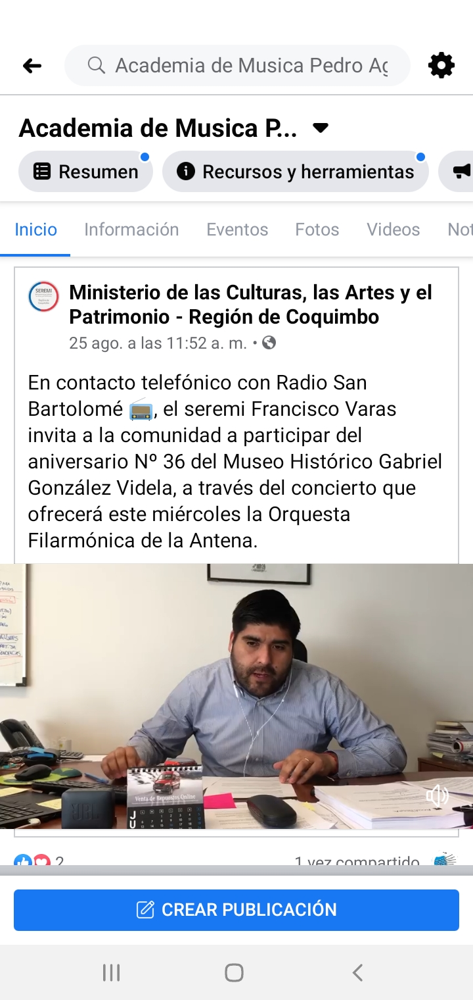 Academia de Musica Pedro Ag
Academia de Musica P...
Resumen
Recursos y herramientas
Inicio
Información
Eventos
Fotos
Videos
Not
SEREMI
Ministerio de las Culturas, las Artes y el
Patrimonio - Región de Coquimbo
25 ago. a las 11:52 a. m. •
En contacto telefónico con Radio San
Bartolomé 📻, el seremi Francisco Varas
invita a la comunidad a participar del
aniversario Nº 36 del Museo Histórico Gabriel
González Videla, a través del concierto que
ofrecerá este miércoles la Orquesta
Filarmónica de la Antena.
Venta de Repuestos Online
JU
JBL
2
1 vez compartido
CREAR PUBLICACIÓN